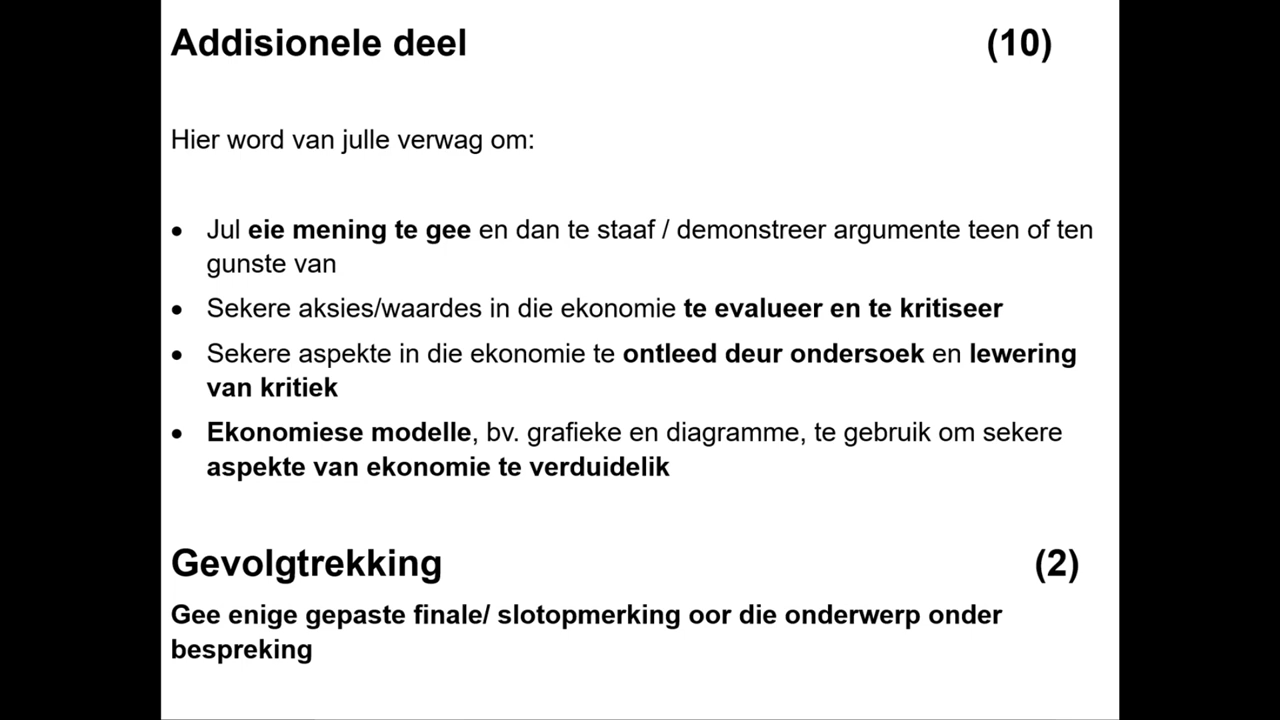 Addisionele deel (10)
Hier word van julle verwag om:
• Jul eie mening te gee en dan te staaf / demonstreer argumente teen of ten
gunste van
• Sekere aksies/waardes in die ekonomie te evalueer en te kritiseer
• Sekere aspekte in die ekonomie te ontleed deur ondersoek en lewering
van kritiek
• Ekonomiese modelle, bv. grafieke en diagramme, te gebruik om sekere
aspekte van ekonomie te verduidelik
Gevolgtrekking (2)
Gee enige gepaste finale/ slotopmerking oor die onderwerp onder
bespreking